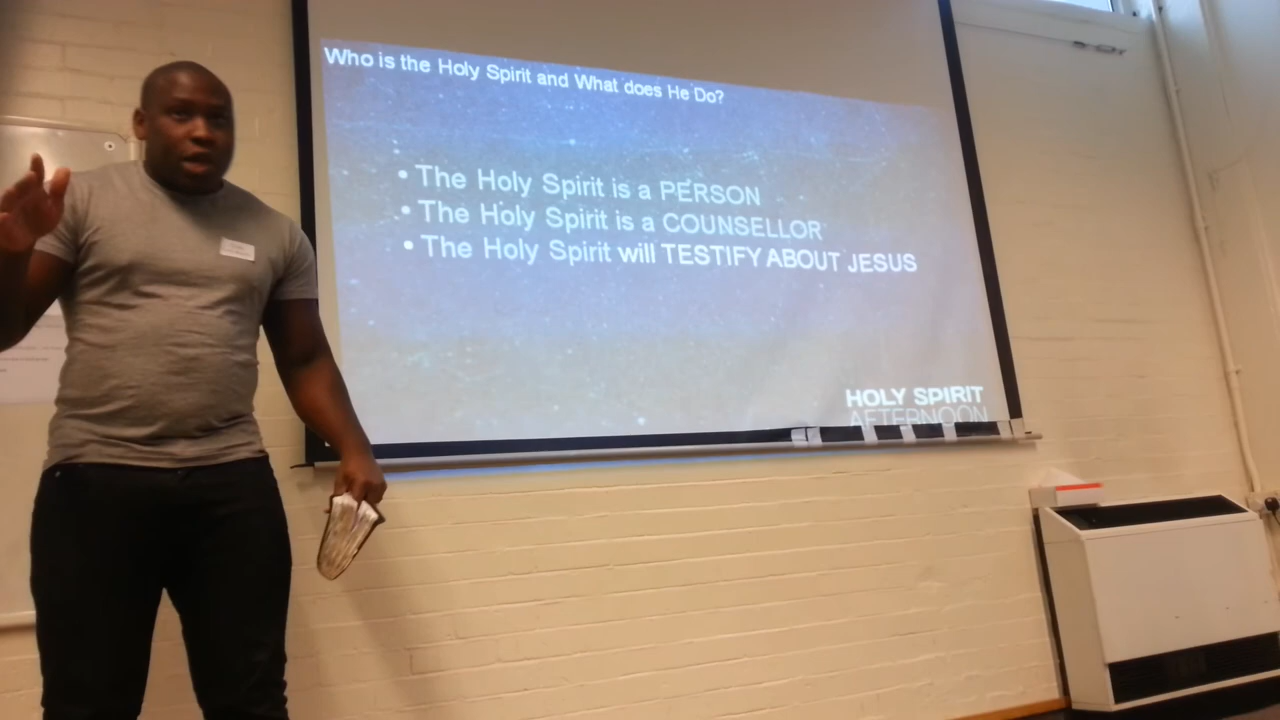 Who is the Holy Spirit and What does He Do?
• The Holy Spirit is a PERSON
• The Holy Spirit is a COUNSELLOR
• The Holy Spirit will TESTIFY ABOUT JESUS
HOLY SPIRIT
AFTERNOON